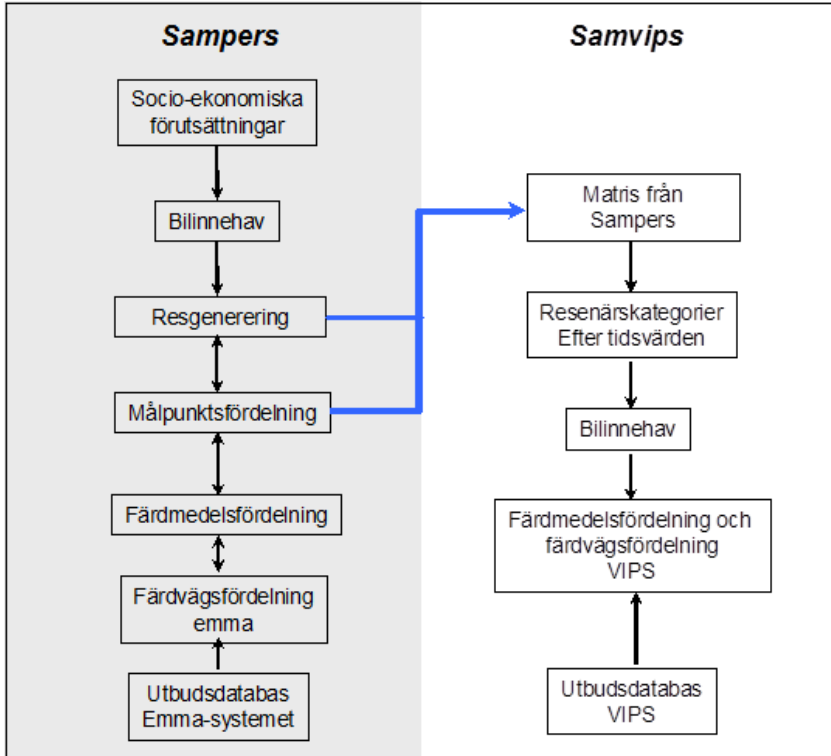 Sampers
Socio-ekonomiska
förutsättningar
Bilinnehav
Resgenerering
Målpunktsfördelning
Färdmedelsfördelning
Färdvägsfördelning
emma
Utbudsdatabas
Emma-systemet
Samvips
Matris från
Sampers
Resenärskategorier
Efter tidsvärden
Bilinnehav
Färdmedelsfördelning och
färdvägsfördelning
VIPS
Utbudsdatabas
VIPS